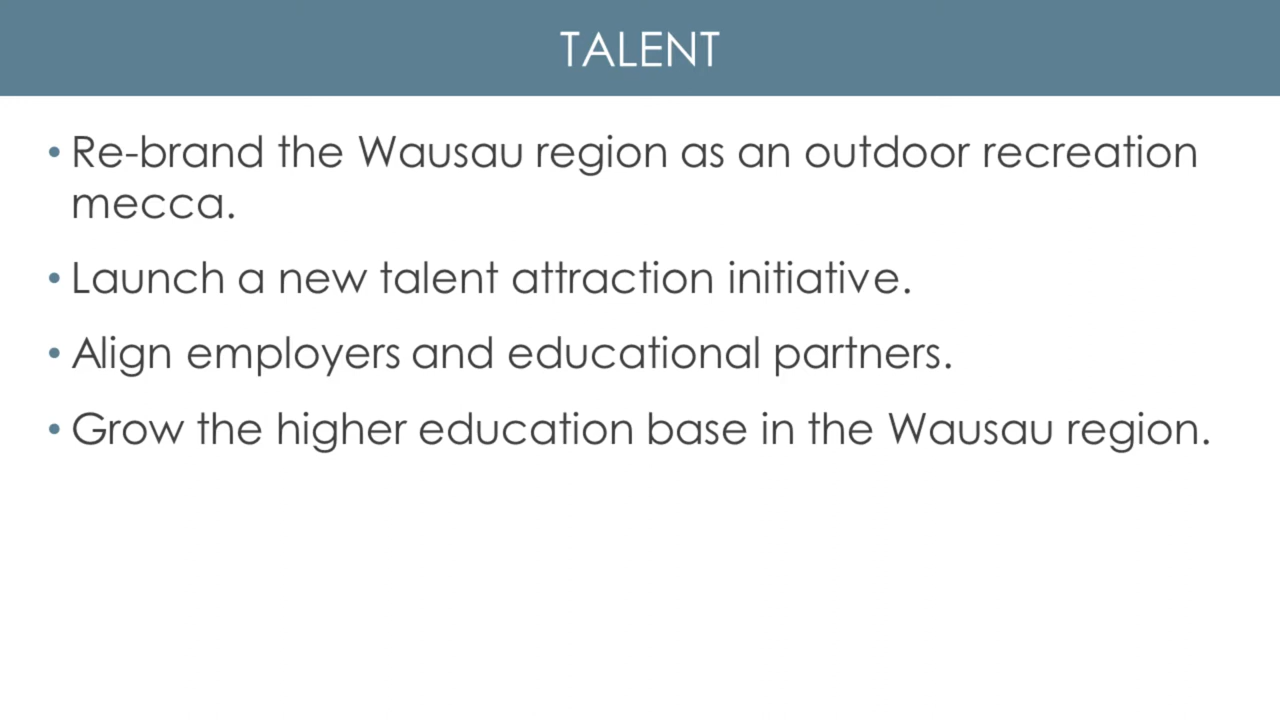 TALENT
• Re-brand the Wausau region as an outdoor recreation
mecca.
• Launch a new talent attraction initiative.
• Align employers and educational partners.
• Grow the higher education base in the Wausau region.